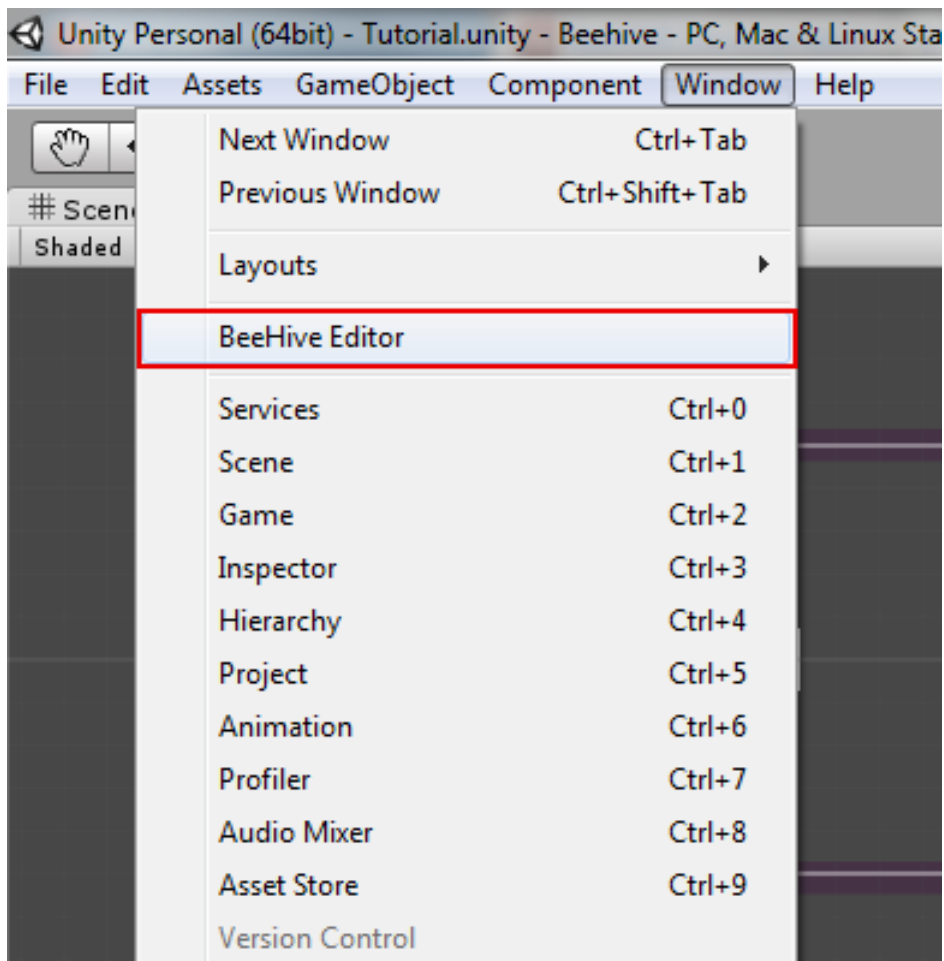 Unity Personal (64bit) - Tutorial.unity - Beehive - PC, Mac & Linux Sta
File Edit Assets GameObject Component Window Help
Next Window Ctrl+Tab
Previous Window Ctrl+Shift+Tab
# Scen
Shaded
Layouts
BeeHive Editor
Services Ctrl+0
Scene Ctrl+1
Game Ctrl+2
Inspector Ctrl+3
Hierarchy Ctrl+4
Project Ctrl+5
Animation Ctrl+6
Profiler Ctrl+7
Audio Mixer Ctrl+8
Asset Store Ctrl+9
Version Control